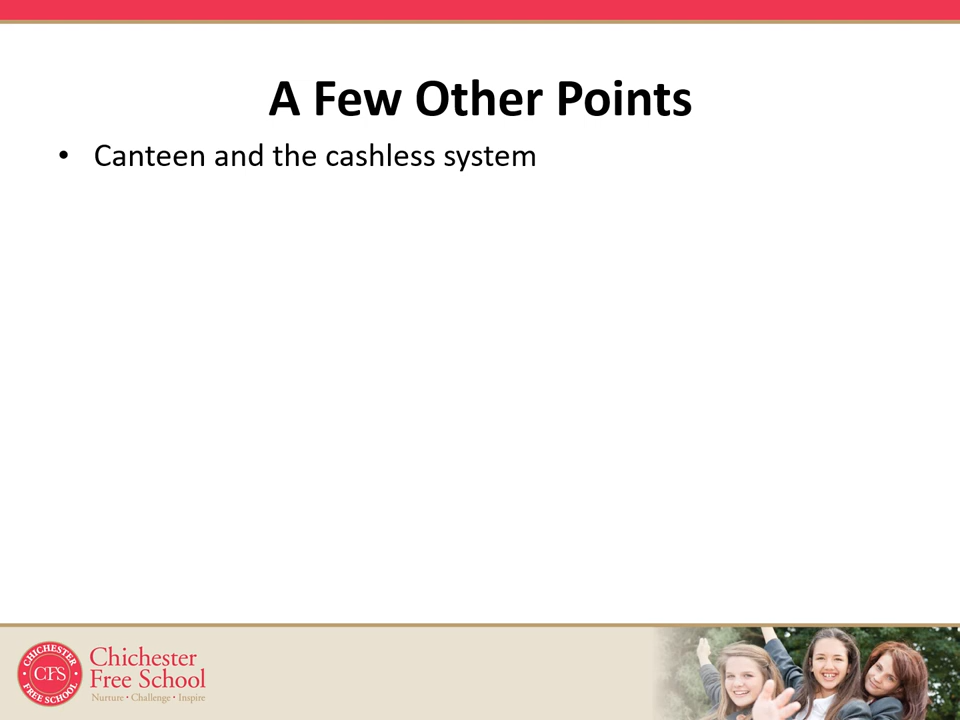 A Few Other Points
• Canteen and the cashless system
CHICHESTER
CFS
FREE SCHOOL
Chichester
Free School
Nurture • Challenge • Inspire